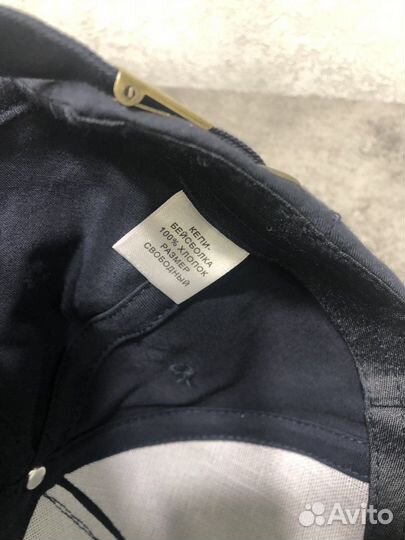 КЕПИ-
БЕЙСБОЛКА
100% ХЛОПОК
РАЗМЕР
СВОБОДНЫЙ
Avito